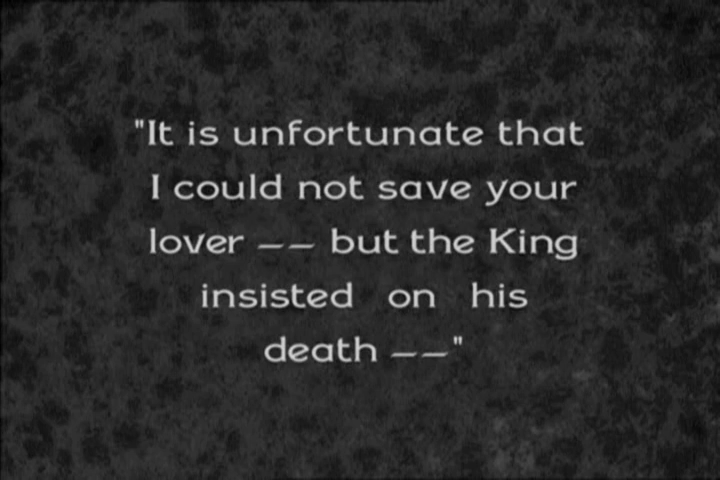 "It is unfortunate that
I could not save your
lover -- but the King
insisted on his
death --"